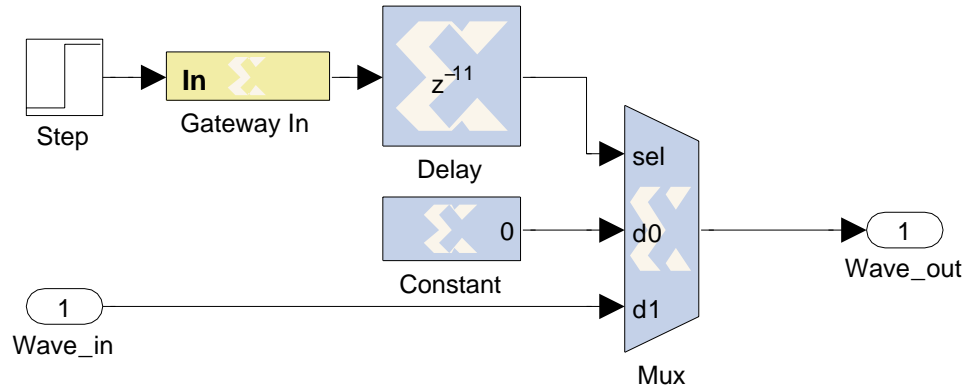 Step
In
Gateway In
z⁻¹¹
Delay
sel
0
d0
Constant
1
Wave_out
1
Wave_in
d1
Mux